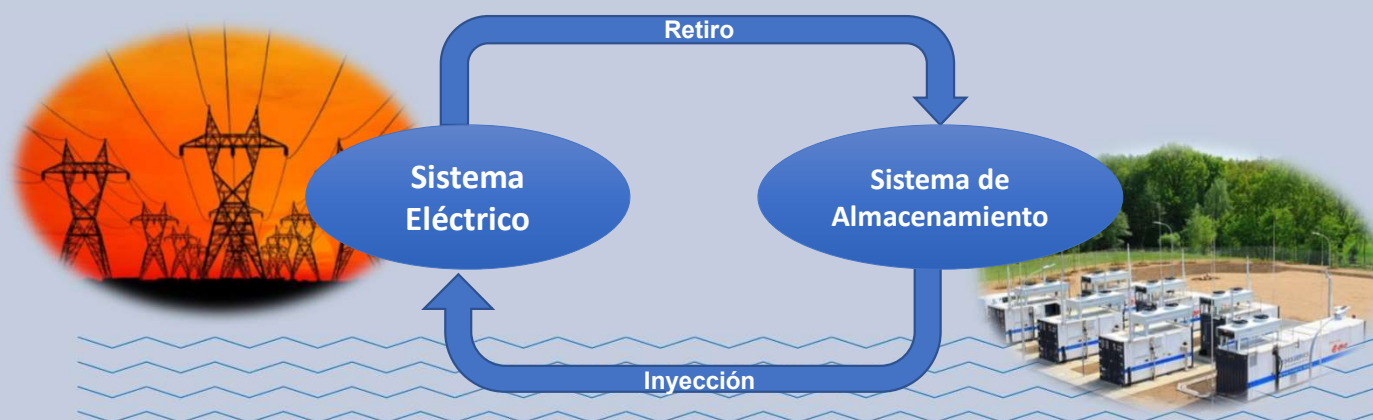 Retiro
Sistema
Eléctrico
Sistema de
Almacenamiento
Inyección